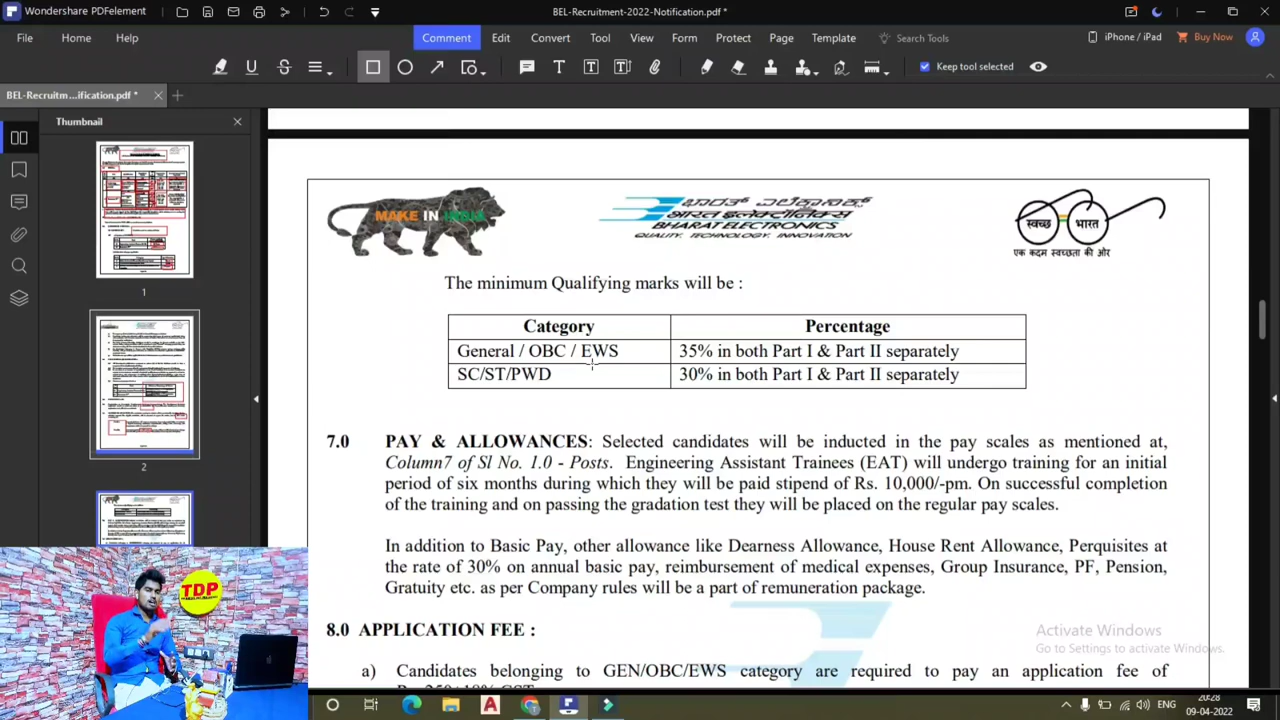 Wondershare PDFelement
BEL-Recruitment-2022-Notification.pdf *
File Home Help Comment Edit Convert Tool View Form Protect Page Template Search Tools iPhone / iPad Buy Now
Keep tool selected
BEL-Recruitm ... ification.pdf *
Thumbnail
1
2
MAKE IN INDIA
ಭಾರತ್ ಎಲೆಕ್ಟ್ರಾನಿಕ್ಸ್
भारत इलेक्ट्रॉनिक्स
BHARAT ELECTRONICS
QUALITY. TECHNOLOGY. INNOVATION
स्वच्छ भारत
एक कदम स्वच्छता की ओर
The minimum Qualifying marks will be :
Category Percentage
General / OBC/ EWS 35% in both Part I & Part II separately
SC/ST/PWD 30% in both Part I & Part II separately
7.0 PAY & ALLOWANCES: Selected candidates will be inducted in the pay scales as mentioned at,
Column7 of Sl No. 1.0 - Posts. Engineering Assistant Trainees (EAT) will undergo training for an initial
period of six months during which they will be paid stipend of Rs. 10,000/-pm. On successful completion
of the training and on passing the gradation test they will be placed on the regular pay scales.
In addition to Basic Pay, other allowance like Dearness Allowance, House Rent Allowance, Perquisites at
the rate of 30% on annual basic pay, reimbursement of medical expenses, Group Insurance, PF, Pension,
Gratuity etc. as per Company rules will be a part of remuneration package.
8.0 APPLICATION FEE :
a) Candidates belonging to GEN/OBC/EWS category are required to pay an application fee of
TDP
Activate Windows
Go to Settings to activate Windows.
ENG
20:28
09-04-2022